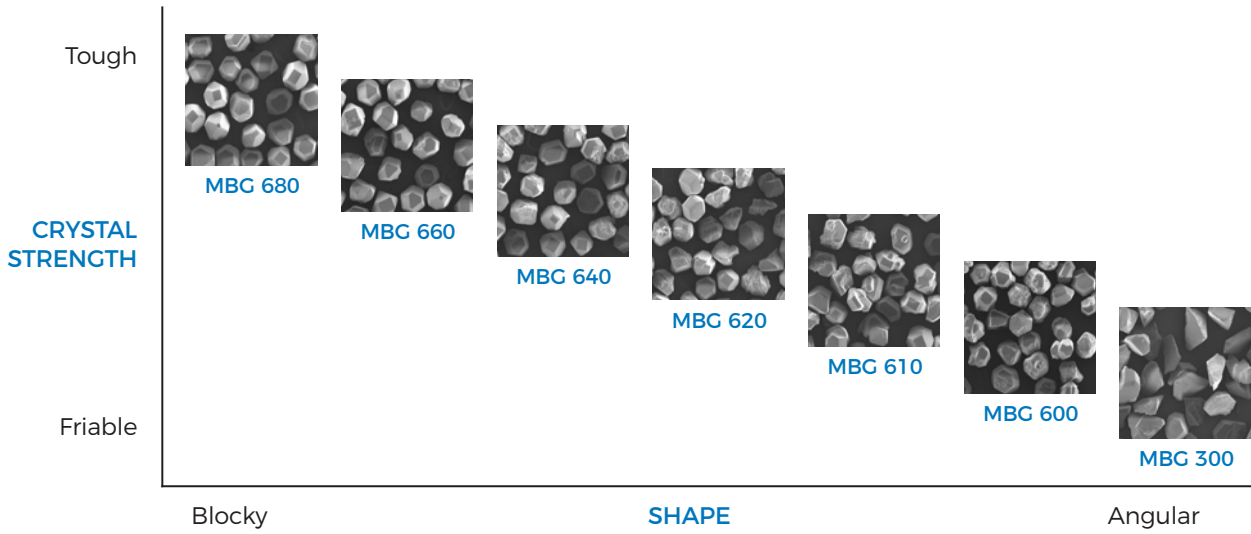 Tough
MBG 680
MBG 660
CRYSTAL
STRENGTH
MBG 640
MBG 620
MBG 610
MBG 600
Friable
MBG 300
Blocky
SHAPE
Angular